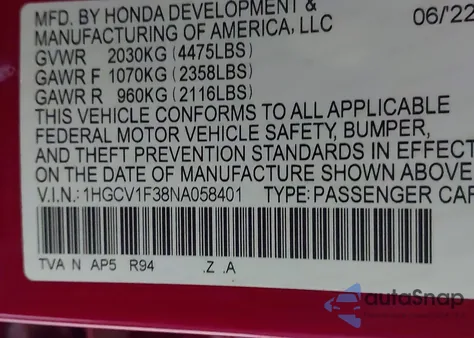 MFD. BY HONDA DEVELOPMENT &
MANUFACTURING OF AMERICA, LLC
06/'22
GVWR 2030KG (4475LBS)
GAWR F 1070KG (2358LBS)
GAWR R 960KG (2116LBS)
THIS VEHICLE CONFORMS TO ALL APPLICABLE
FEDERAL MOTOR VEHICLE SAFETY, BUMPER,
AND THEFT PREVENTION STANDARDS IN EFFECT
ON THE DATE OF MANUFACTURE SHOWN ABOVE
V.I.N.: 1HGCV1F38NA058401 TYPE: PASSENGER CAR
TVA N AP5 R94 .Z .A
autoSnap